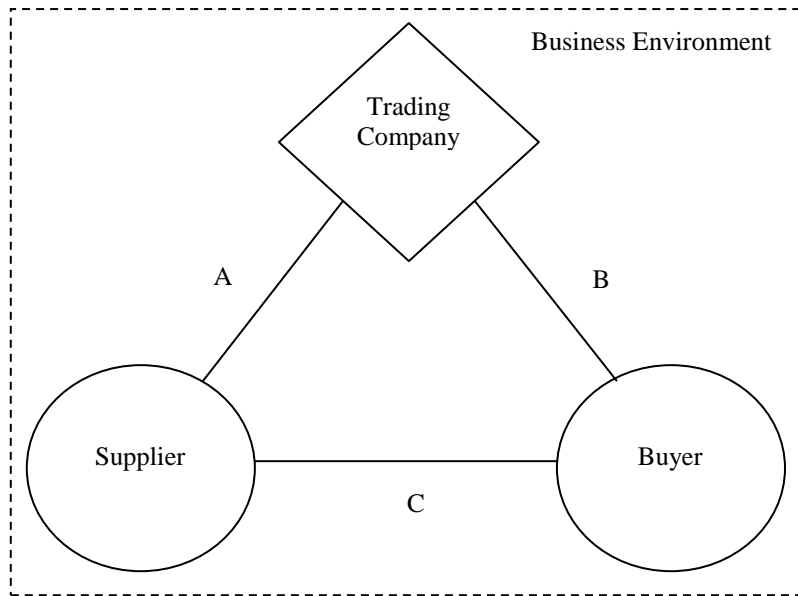 Business Environment
Trading
Company
A
B
Supplier
Buyer
C